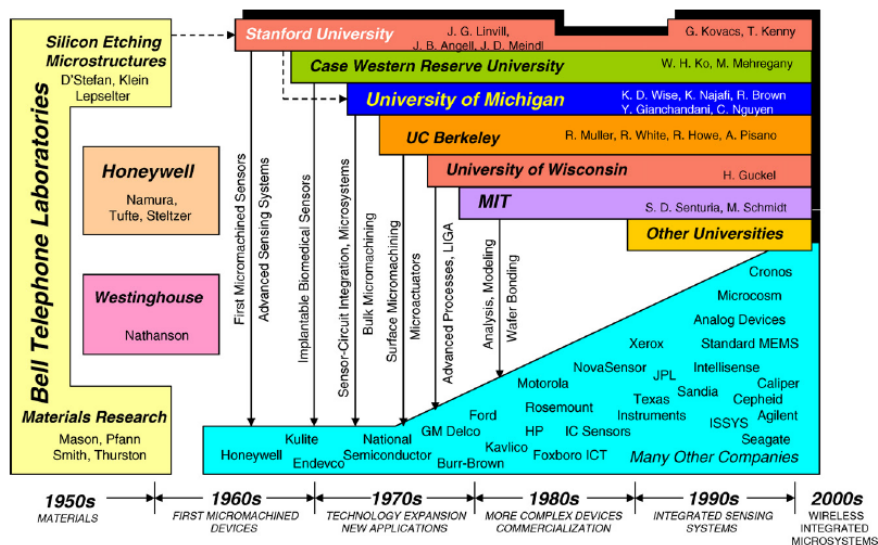 Silicon Etching
Microstructures
D'Stefan, Klein
Lepselter
Bell Telephone Laboratories
Materials Research
Mason, Pfann
Smith, Thurston
Honeywell
Namura,
Tufte, Steltzer
Westinghouse
Nathanson
Stanford University
J. G. Linvill,
J. B. Angell, J. D. Meindl
G. Kovacs, T. Kenny
Case Western Reserve University
W. H. Ko, M. Mehregany
University of Michigan
K. D. Wise, K. Najafi, R. Brown
Y. Gianchandani, C. Nguyen
UC Berkeley
R. Muller, R. White, R. Howe, A. Pisano
University of Wisconsin
H. Guckel
MIT
S. D. Senturia, M. Schmidt
Other Universities
First Micromachined Sensors
Advanced Sensing Systems
Implantable Biomedical Sensors
Sensor-Circuit Integration, Microsystems
Bulk Micromachining
Surface Micromachining
Microactuators
Advanced Processes, LIGA
Analysis, Modeling
Wafer Bonding
Cronos
Microcosm
Analog Devices
Xerox
Standard MEMS
NovaSensor
Intellisense
JPL
Motorola
Caliper
Sandia
Texas
Instruments
Cepheid
Rosemount
Ford
Agilent
ISSYS
GM Delco
HP
IC Sensors
Seagate
Kulite
National
Semiconductor
Kavlico
Honeywell
Foxboro ICT
Many Other Companies
Endevco
Burr-Brown
1950s
MATERIALS
1960s
FIRST MICROMACHINED
DEVICES
1970s
TECHNOLOGY EXPANSION
NEW APPLICATIONS
1980s
MORE COMPLEX DEVICES
COMMERCIALIZATION
1990s
INTEGRATED SENSING
SYSTEMS
2000s
WIRELESS
INTEGRATED
MICROSYSTEMS